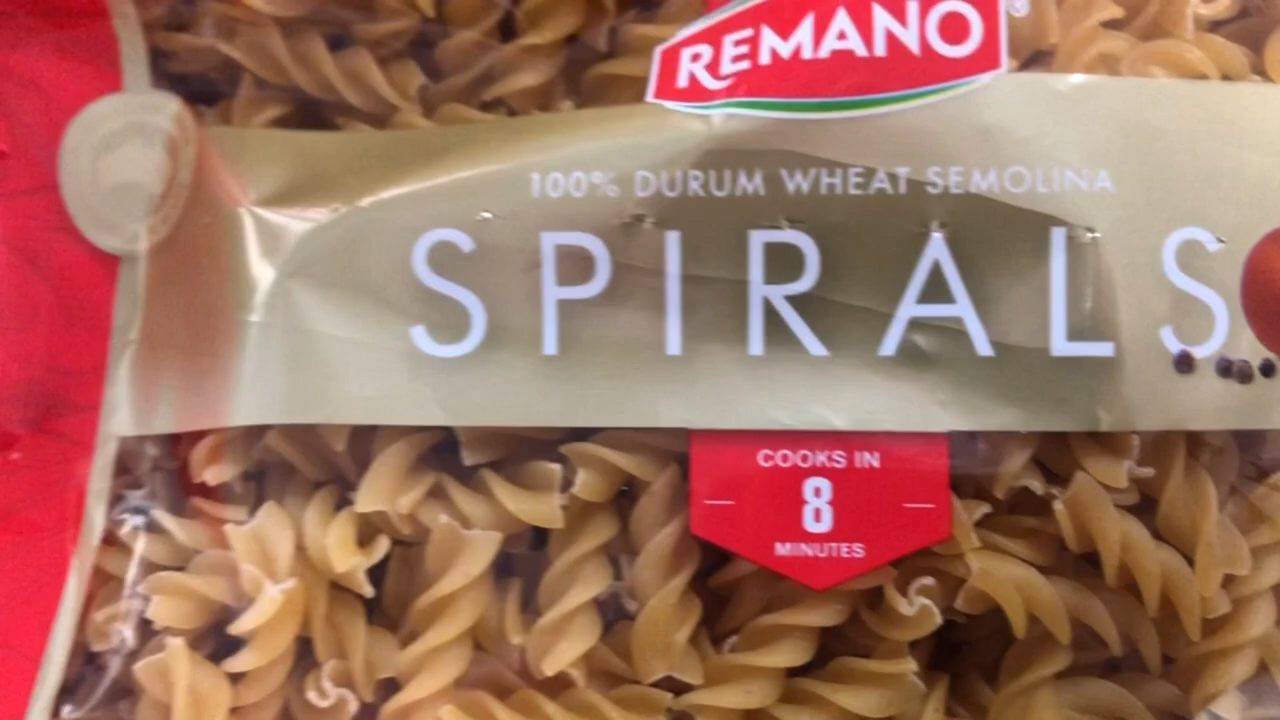 REMANO®
100% DURUM WHEAT SEMOLINA
SPIRALS
COOKS IN
8
MINUTES